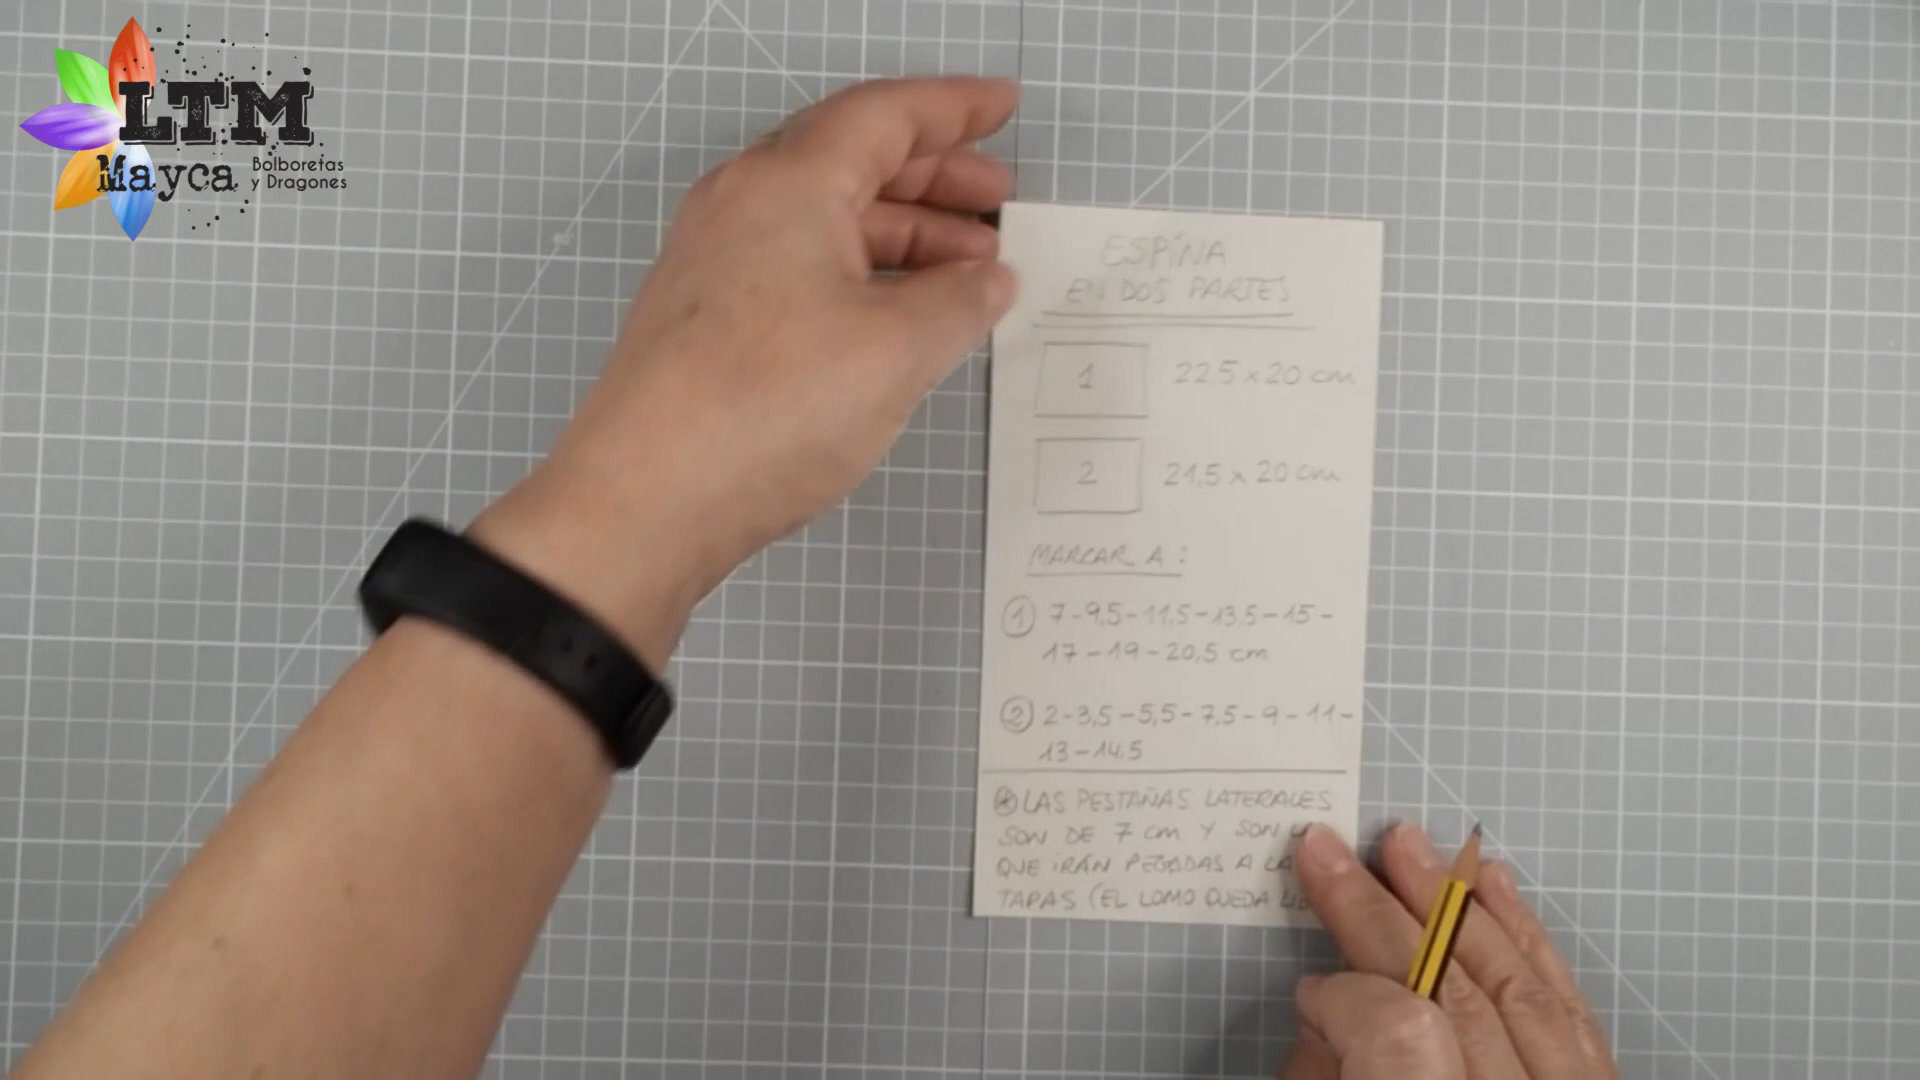 LTM
Mayca
Bolboretas
y Dragones
ESPINA
EN DOS PARTES
1 22,5 x 20 cm
2 21,5 x 20 cm
MARCAR A:
1 7-9,5-11,5-13,5-15-
17-19-20,5 cm
2 2-3,5-5,5-7,5-9-11-
13-14,5
* LAS PESTAÑAS LATERALES
SON DE 7 cm Y SON
QUE IRÁN PEGADAS A LA
TAPAS (EL LOMO QUEDA